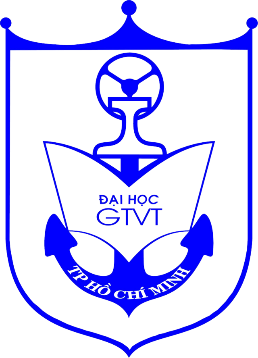 ĐẠI HỌC
GTVT
TP HỒ CHÍ MINH